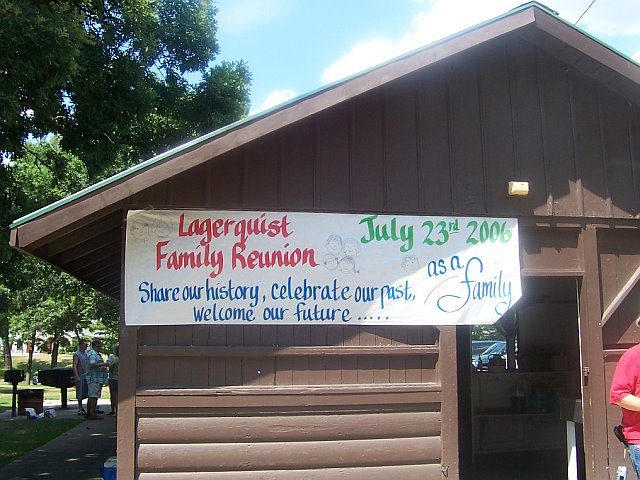 Lagerquist
Family Reunion
July 23rd 2006
Share our history, celebrate our past,
welcome our future .....
as a
family